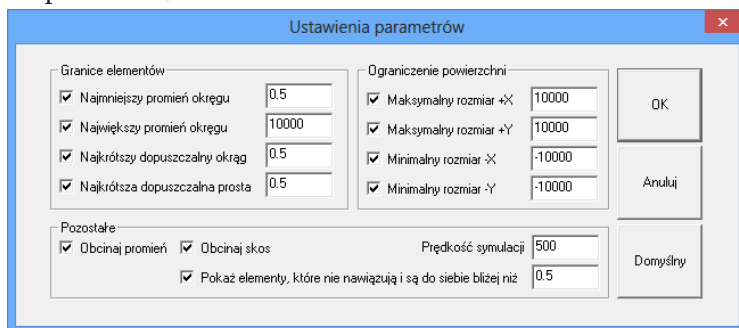 Ustawienia parametrów
Granice elementów
Najmniejszy promień okręgu 0.5
Największy promień okręgu 10000
Najkrótszy dopuszczalny okrąg 0.5
Najkrótsza dopuszczalna prosta 0.5
Ograniczenie powierzchni
Maksymalny rozmiar +X 10000
Maksymalny rozmiar +Y 10000
Minimalny rozmiar -X -10000
Minimalny rozmiar -Y -10000
OK
Anuluj
Domyślny
Pozostałe
Obcinaj promień Obcinaj skos Prędkość symulacji 500
Pokaż elementy, które nie nawiązują i są do siebie bliżej niż 0.5